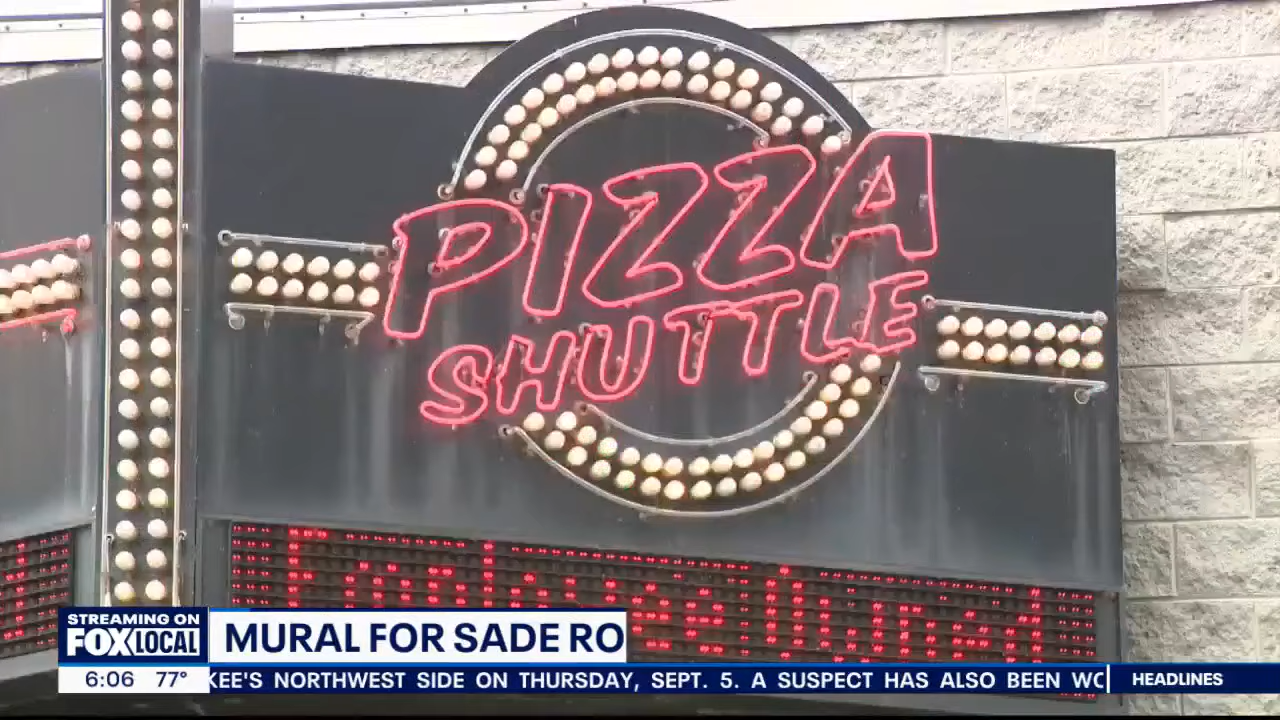 PIZZA
SHUTTLE
STREAMING ON
FOX LOCAL
MURAL FOR SADE RO
6:06 77°
KEE'S NORTHWEST SIDE ON THURSDAY, SEPT. 5. A SUSPECT HAS ALSO BEEN WO
HEADLINES